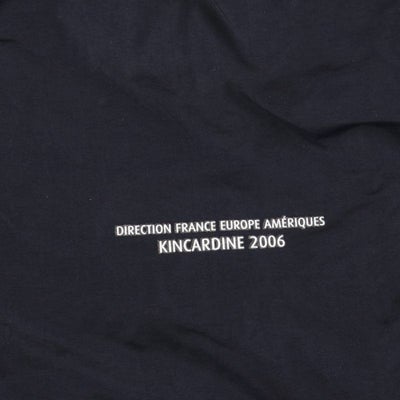 DIRECTION FRANCE EUROPE AMÉRIQUES
KINCARDINE 2006